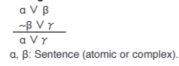 α V β
~β V γ
α V γ
α, β: Sentence (atomic or complex).